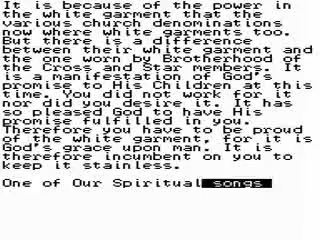 It is because of the power in
the white garment that the
various church denominations
now where white garments too.
But there is a difference
between their white garment and
the one worn by Brotherhood of
the Cross and Star members. It
is a manifestation of God's
promise to His Children at this
time. You did not work for it
nor did you desire it. It has
so pleased God to have His
promise fulfilled in you.
Therefore you have to be proud
of the white garment, for it is
God's grace upon man. It is
therefore incumbent on you to
keep it stainless.
One of Our Spiritual songs